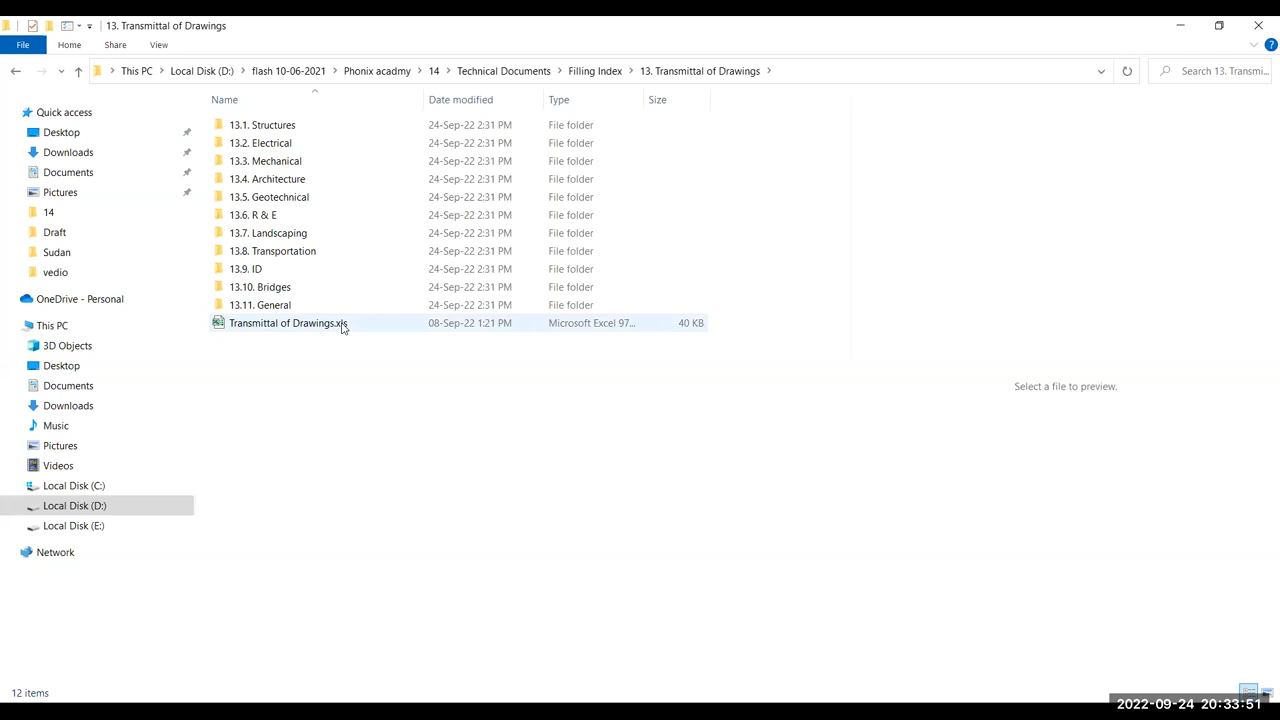 13. Transmittal of Drawings
File Home Share View
This PC Local Disk (D:) flash 10-06-2021 Phonix acadmy 14 Technical Documents Filling Index 13. Transmittal of Drawings Search 13. Transmi...
Name Date modified Type Size
Quick access
Desktop
Downloads
Documents
Pictures
14
Draft
Sudan
vedio
OneDrive - Personal
This PC
3D Objects
Desktop
Documents
Downloads
Music
Pictures
Videos
Local Disk (C:)
Local Disk (D:)
Local Disk (E:)
Network
13.1. Structures 24-Sep-22 2:31 PM File folder
13.2. Electrical 24-Sep-22 2:31 PM File folder
13.3. Mechanical 24-Sep-22 2:31 PM File folder
13.4. Architecture 24-Sep-22 2:31 PM File folder
13.5. Geotechnical 24-Sep-22 2:31 PM File folder
13.6. R & E 24-Sep-22 2:31 PM File folder
13.7. Landscaping 24-Sep-22 2:31 PM File folder
13.8. Transportation 24-Sep-22 2:31 PM File folder
13.9. ID 24-Sep-22 2:31 PM File folder
13.10. Bridges 24-Sep-22 2:31 PM File folder
13.11. General 24-Sep-22 2:31 PM File folder
Transmittal of Drawings.xls 08-Sep-22 1:21 PM Microsoft Excel 97... 40 KB
Select a file to preview.
12 items
2022-09-24 20:33:51